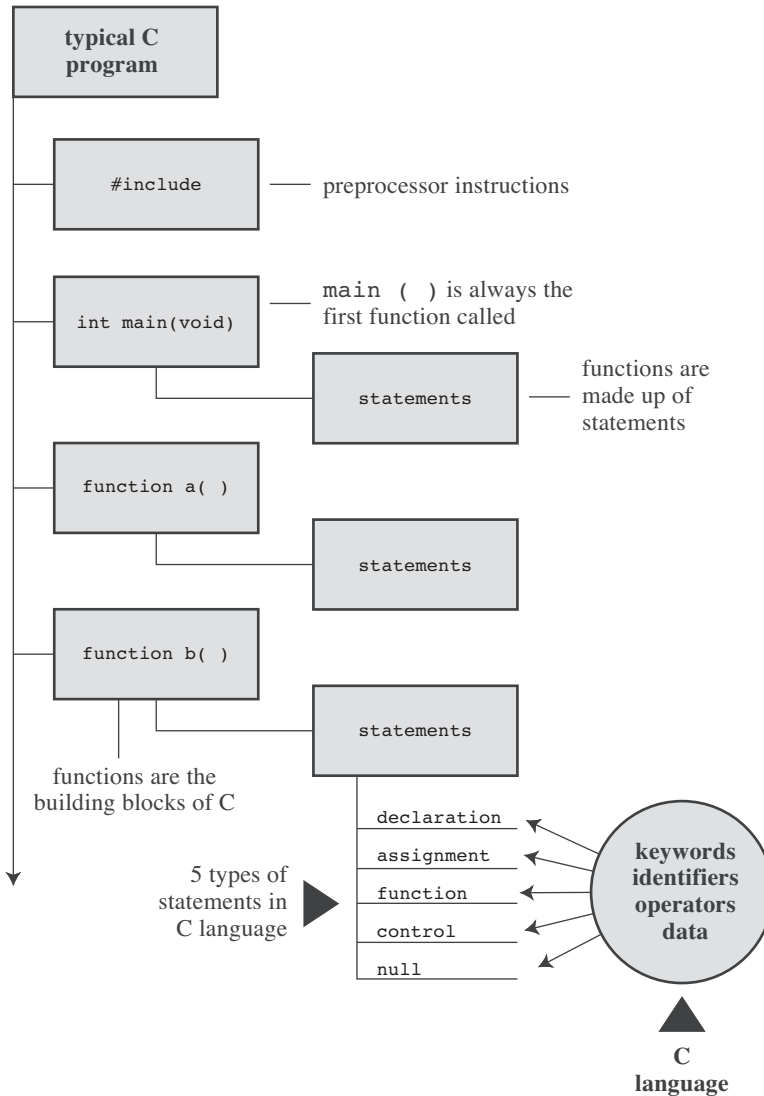 typical C
program
#include
preprocessor instructions
main ( ) is always the
first function called
int main(void)
statements
functions are
made up of
statements
function a( )
statements
function b( )
statements
functions are the
building blocks of C
5 types of
statements in
C language
declaration
assignment
function
control
null
keywords
identifiers
operators
data
C
language